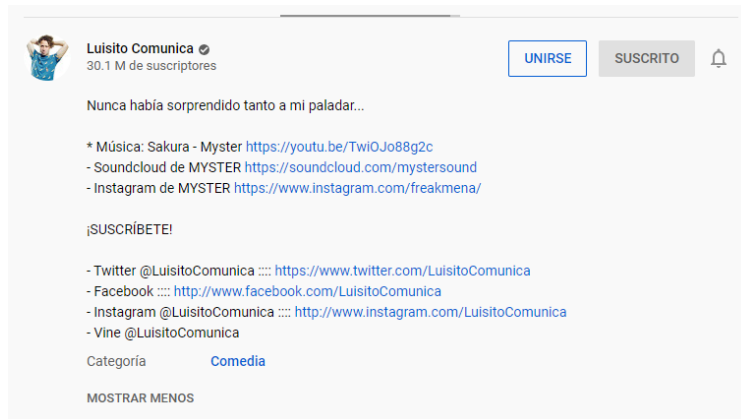 Luisito Comunica
30.1 M de suscriptores
UNIRSE
SUSCRITO
Nunca había sorprendido tanto a mi paladar...
* Música: Sakura - Myster https://youtu.be/TwiOJo88g2c
- Soundcloud de MYSTER https://soundcloud.com/mystersound
- Instagram de MYSTER https://www.instagram.com/freakmena/
¡SUSCRÍBETE!
- Twitter @LuisitoComunica :::: https://www.twitter.com/LuisitoComunica
- Facebook :::: http://www.facebook.com/LuisitoComunica
- Instagram @LuisitoComunica :::: http://www.instagram.com/LuisitoComunica
- Vine @LuisitoComunica
Categoría Comedia
MOSTRAR MENOS